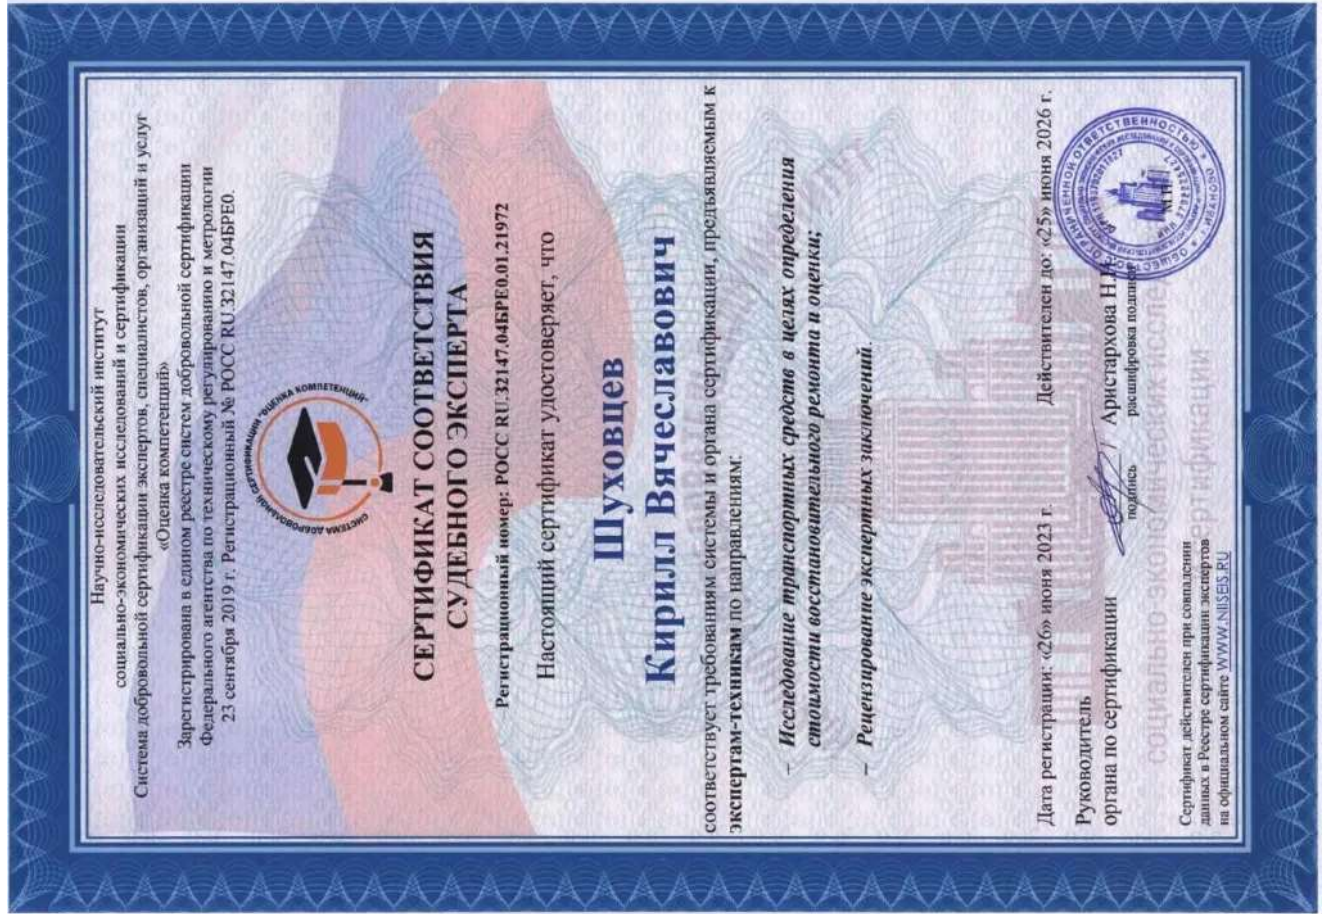 Научно-исследовательский институт
социально-экономических исследований и сертификации
Система добровольной сертификации экспертов, специалистов, организаций и услуг
«Оценка компетенций»
Зарегистрирована в едином реестре систем добровольной сертификации
Федерального агентства по техническому регулированию и метрологии
23 сентября 2019 г. Регистрационный № РОСС RU.32147.04БРЕ0.
СИСТЕМА ДОБРОВОЛЬНОЙ СЕРТИФИКАЦИИ "ОЦЕНКА КОМПЕТЕНЦИЙ"
СЕРТИФИКАТ СООТВЕТСТВИЯ
СУДЕБНОГО ЭКСПЕРТА
Регистрационный номер: РОСС RU.32147.04БРЕ0.01.21972
Настоящий сертификат удостоверяет, что
Шуховцев
Кирилл Вячеславович
соответствует требованиям системы и органа сертификации, предъявляемым к
экспертам-техникам по направлениям:
– Исследование транспортных средств в целях определения
стоимости восстановительного ремонта и оценки;
– Рецензирование экспертных заключений.
Дата регистрации: «26» июня 2023 г. Действителен до: «25» июня 2026 г.
Руководитель
органа по сертификации Аристархова Н.И.
подпись расшифровка подписи
М.П.
Сертификат действителен при совпадении
данных в Реестре сертификации экспертов
на официальном сайте WWW.NIISEIS.RU